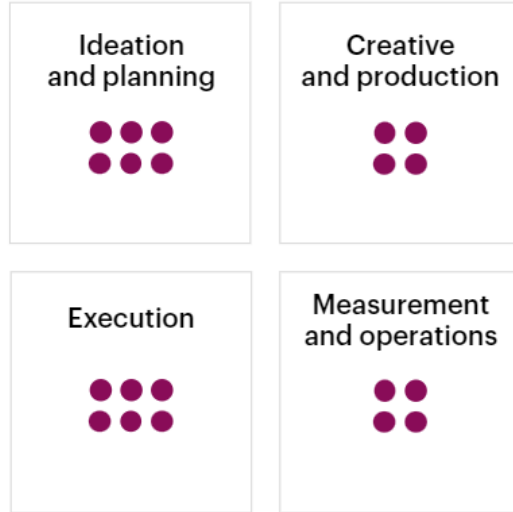 Ideation
and planning
Creative
and production
Execution
Measurement
and operations